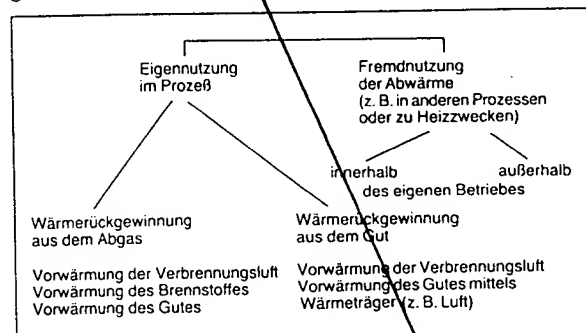 Eigennutzung
im Prozeß
Fremdnutzung
der Abwärme
(z. B. in anderen Prozessen
oder zu Heizzwecken)
innerhalb außerhalb
des eigenen Betriebes
Wärmerückgewinnung
aus dem Abgas
Vorwärmung der Verbrennungsluft
Vorwärmung des Brennstoffes
Vorwärmung des Gutes
Wärmerückgewinnung
aus dem Gut
Vorwärmung der Verbrennungsluft
Vorwärmung des Gutes mittels
Wärmeträger (z. B. Luft)